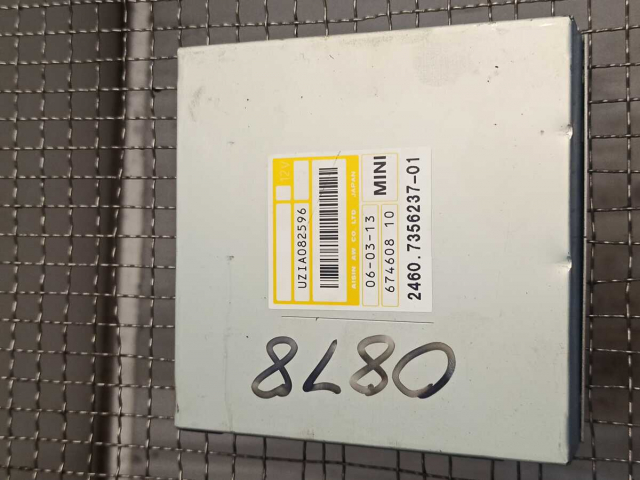 12V
UZIA082596
AISIN AW CO LTD JAPAN
06-03-13 MINI
674608 10
2460.7356237-01
0878